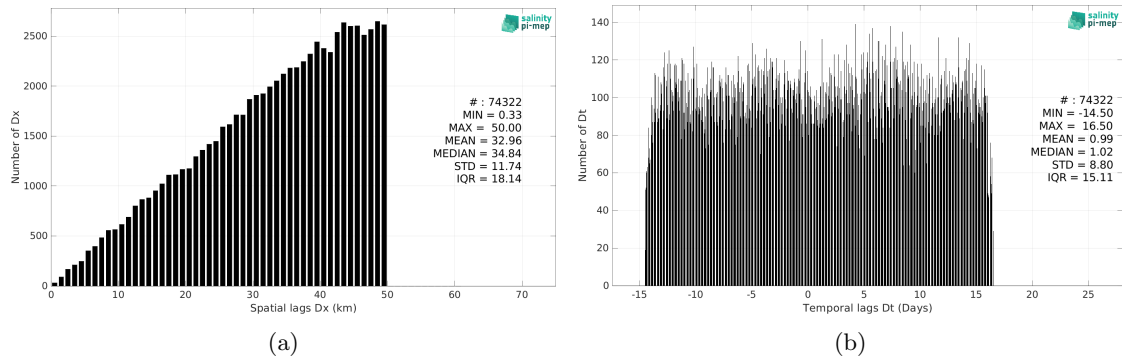 salinity
pi-mep
2500
2000
1500
1000
500
0
Number of Dx
# : 74322
MIN = 0.33
MAX = 50.00
MEAN = 32.96
MEDIAN = 34.84
STD = 11.74
IQR = 18.14
0 10 20 30 40 50 60 70
Spatial lags Dx (km)
(a)
salinity
pi-mep
140
120
100
80
60
40
20
0
Number of Dt
# : 74322
MIN = -14.50
MAX = 16.50
MEAN = 0.99
MEDIAN = 1.02
STD = 8.80
IQR = 15.11
-15 -10 -5 0 5 10 15 20 25
Temporal lags Dt (Days)
(b)